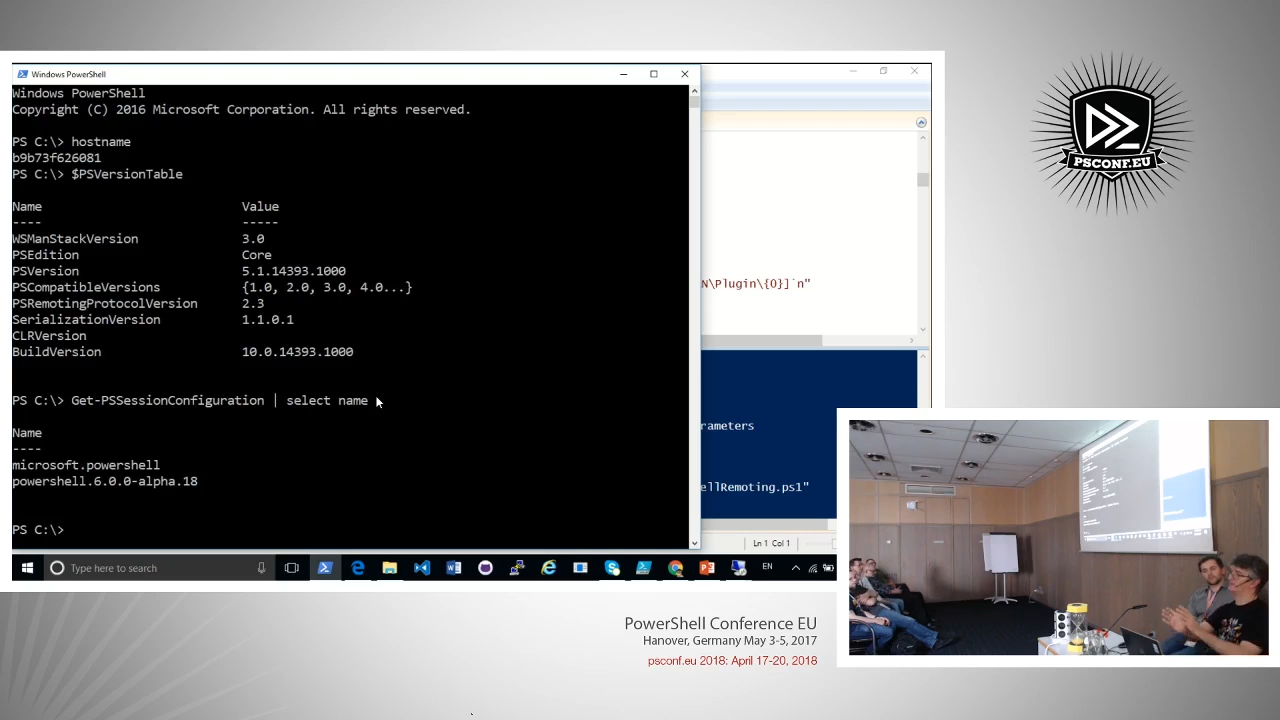 Windows PowerShell
Windows PowerShell
Copyright (C) 2016 Microsoft Corporation. All rights reserved.
PS C:\> hostname
b9b73f626081
PS C:\> $PSVersionTable
Name Value
---- -----
WSManStackVersion 3.0
PSEdition Core
PSVersion 5.1.14393.1000
PSCompatibleVersions {1.0, 2.0, 3.0, 4.0...}
PSRemotingProtocolVersion 2.3
SerializationVersion 1.1.0.1
CLRVersion
BuildVersion 10.0.14393.1000
PS C:\> Get-PSSessionConfiguration | select name
Name
----
microsoft.powershell
powershell.6.0.0-alpha.18
PS C:\>
N\Plugin\{0}]`n"
rameters
ellRemoting.ps1"
Ln 1 Col 1
Type here to search
EN
PSCONF.EU
PowerShell Conference EU
Hanover, Germany May 3-5, 2017
psconf.eu 2018: April 17-20, 2018